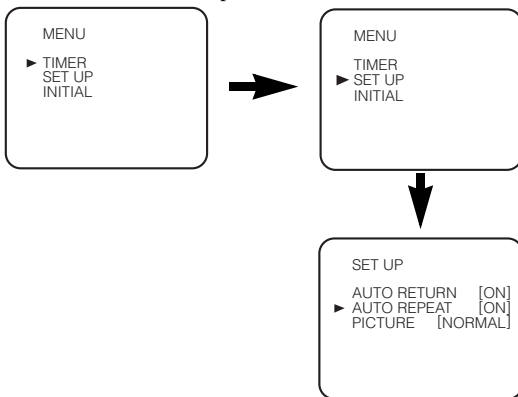 MENU
► TIMER
SET UP
INITIAL
MENU
TIMER
► SET UP
INITIAL
SET UP
AUTO RETURN [ON]
► AUTO REPEAT [ON]
PICTURE [NORMAL]